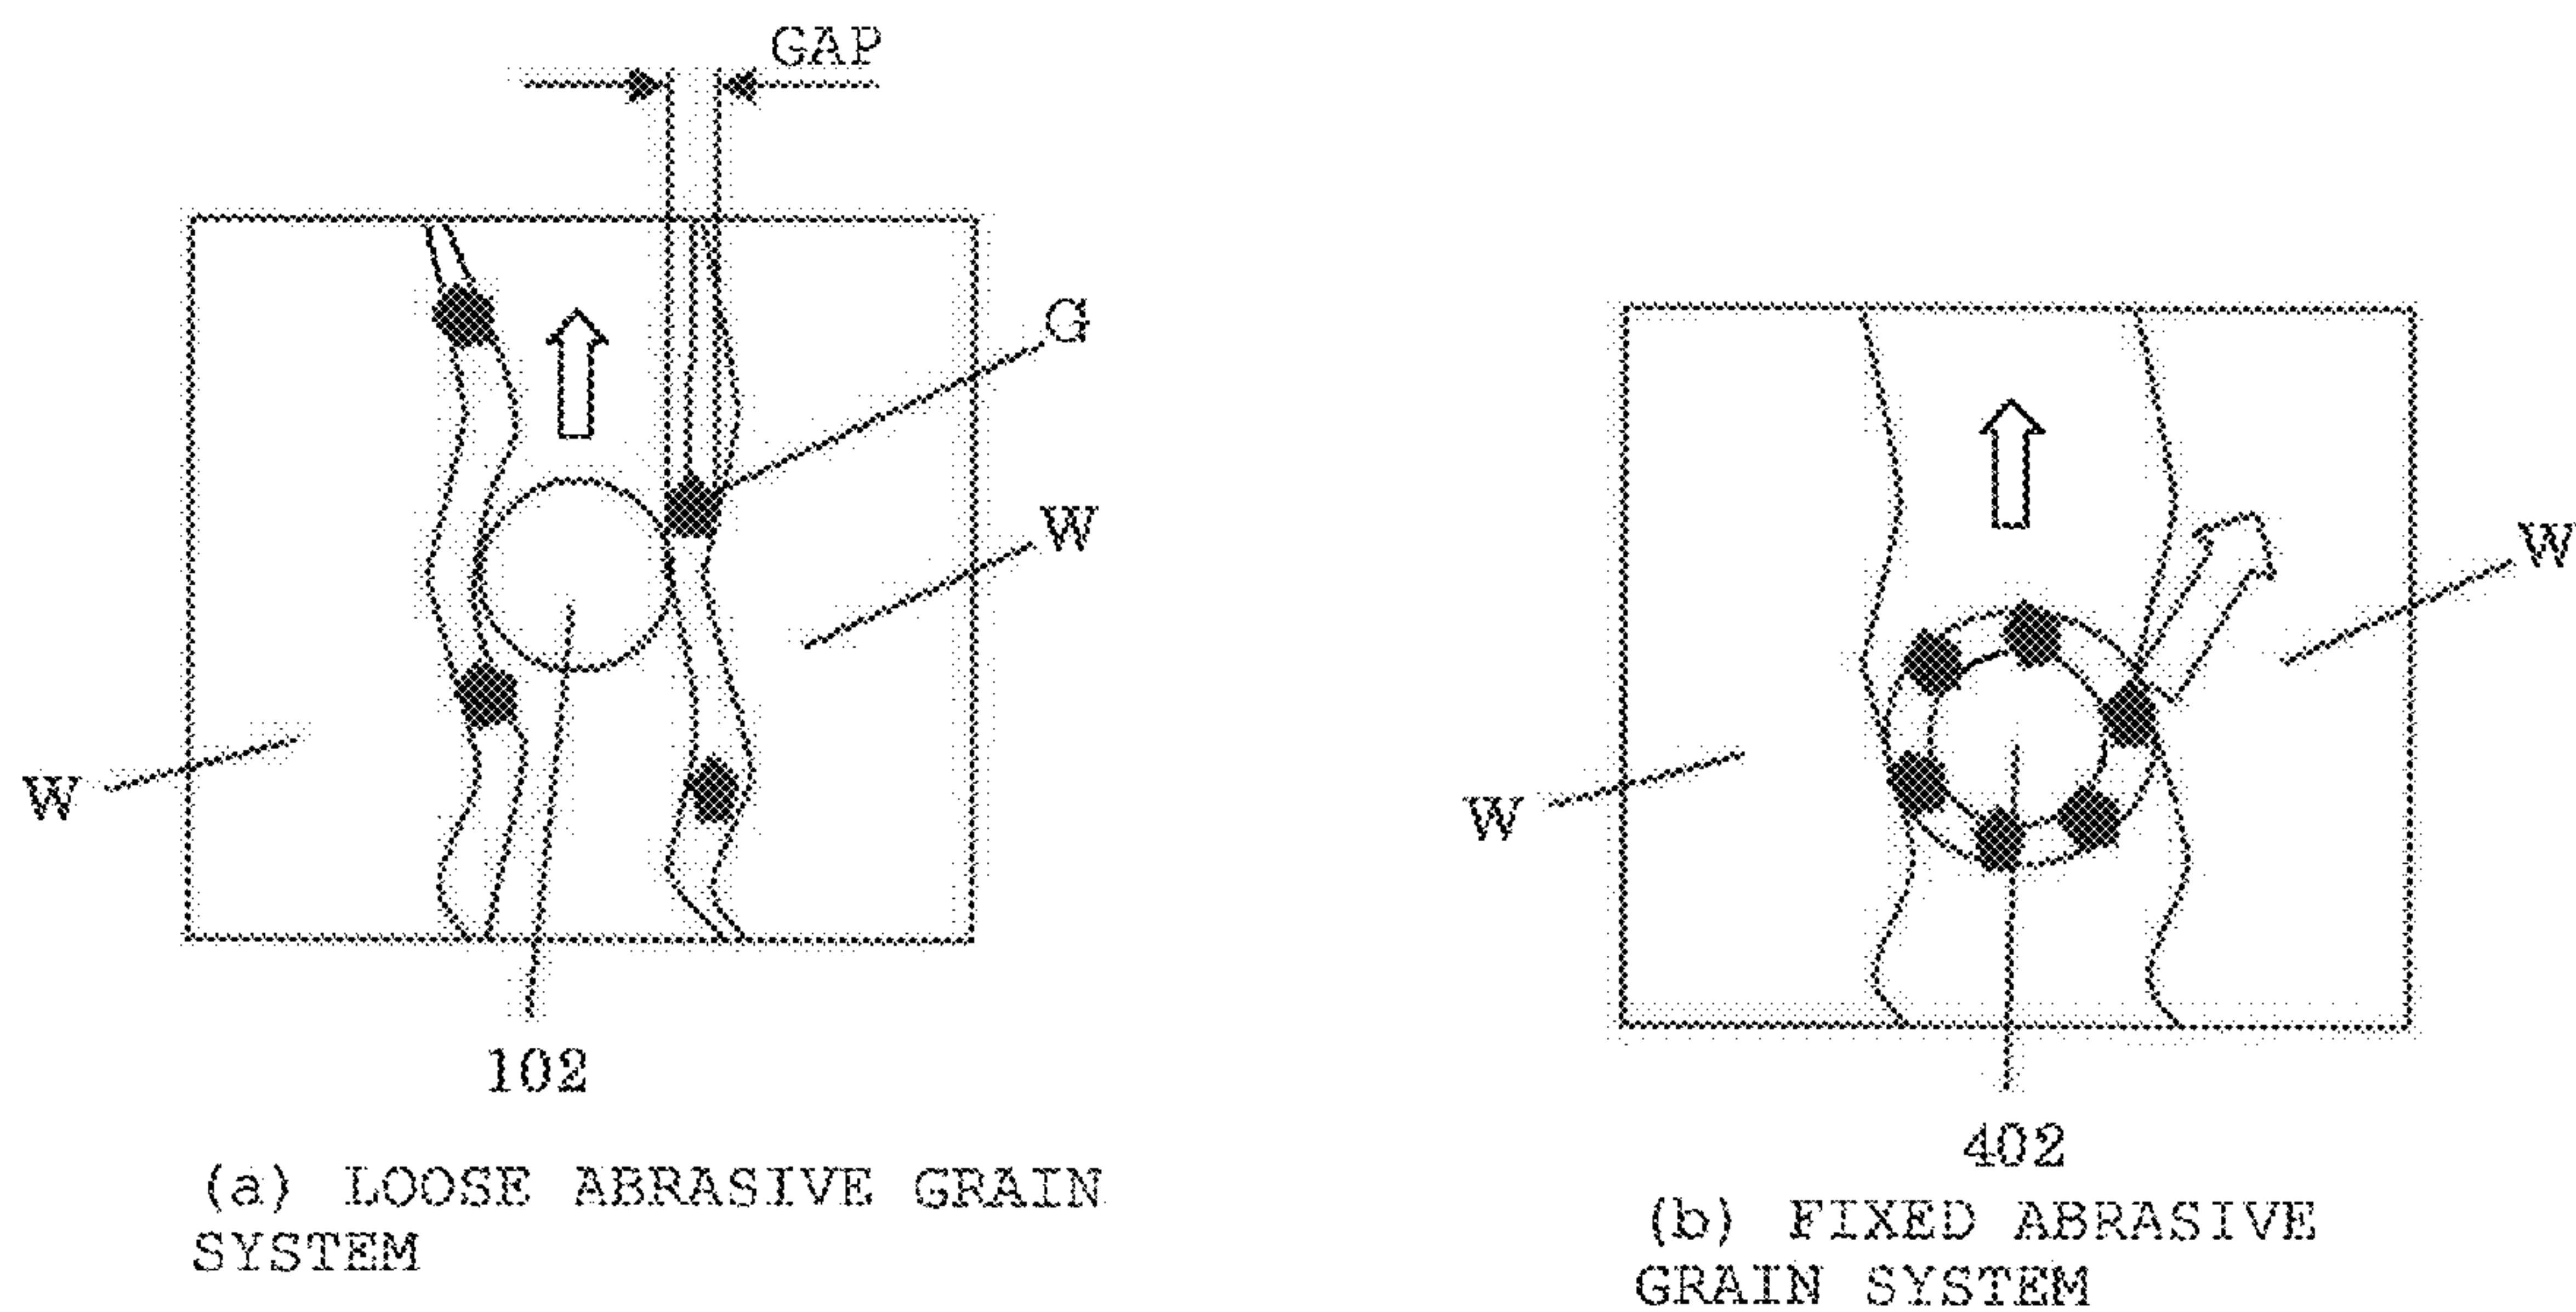 GAP
G
W
W
102
(a) LOOSE ABRASIVE GRAIN
SYSTEM
W
W
402
(b) FIXED ABRASIVE
GRAIN SYSTEM